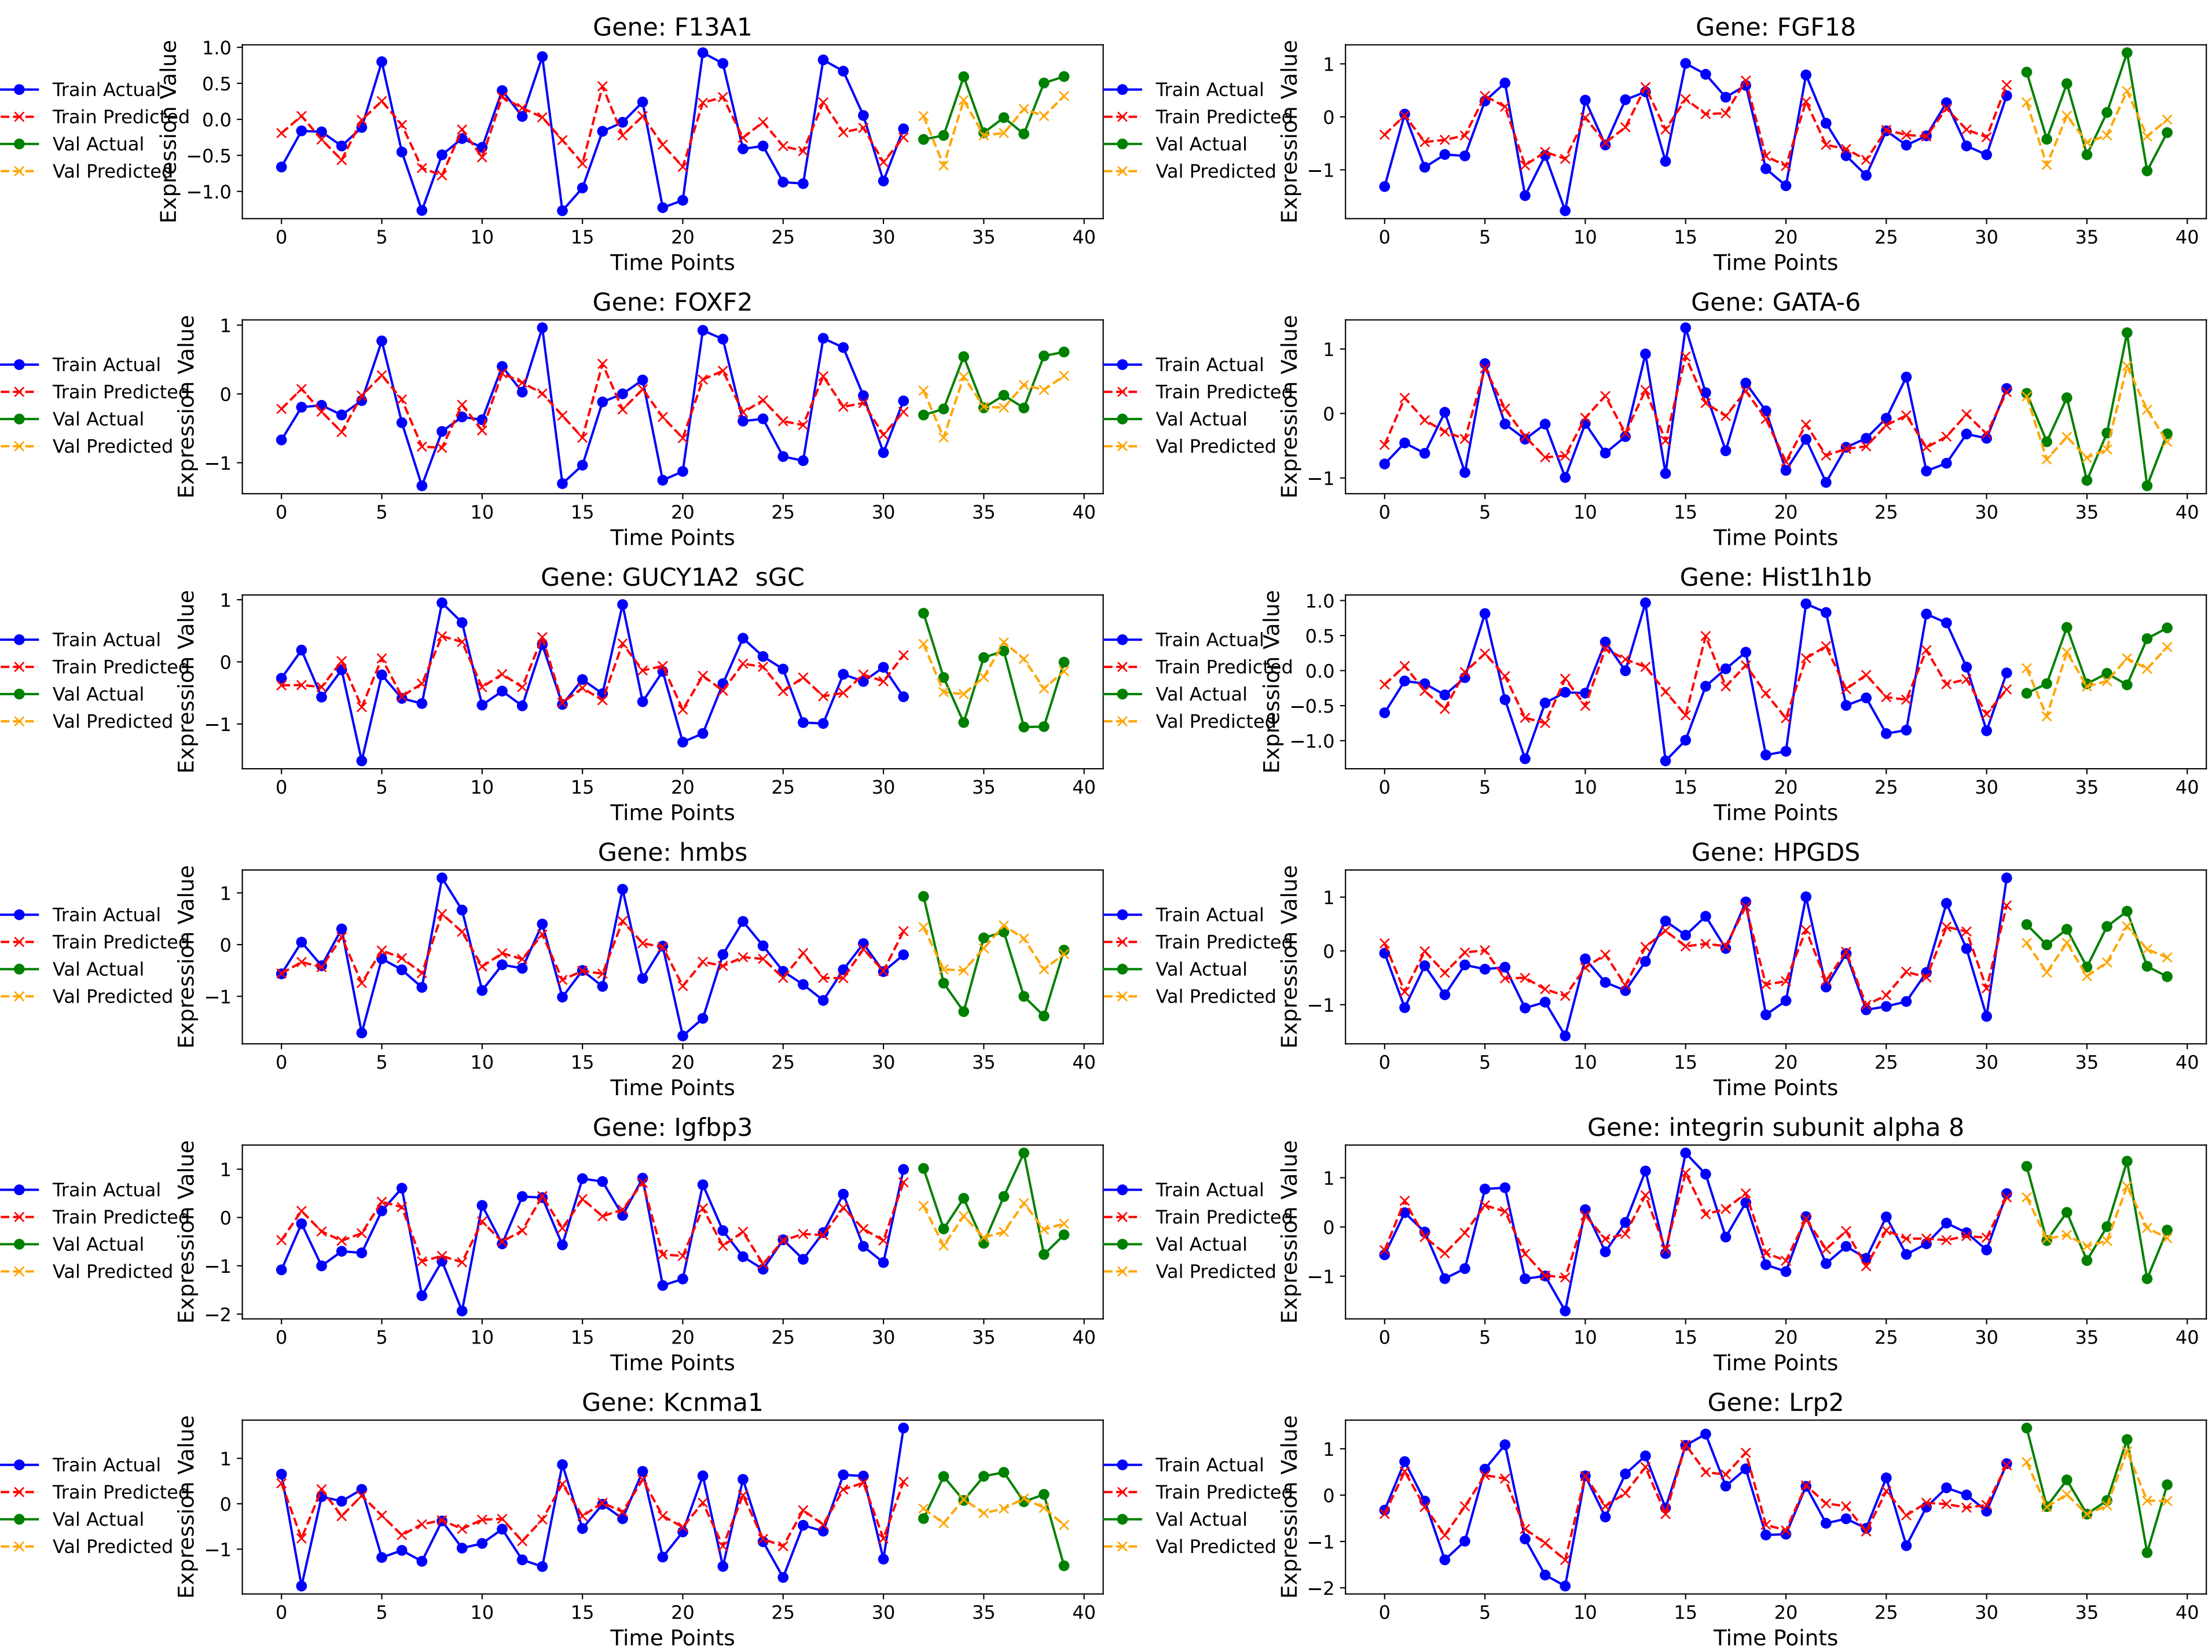 Gene: F13A1
Expression Value
1.0
0.5
0.0
−0.5
−1.0
Train Actual
Train Predicted
Val Actual
Val Predicted
0 5 10 15 20 25 30 35 40
Time Points
Gene: FGF18
Expression Value
1
0
−1
Train Actual
Train Predicted
Val Actual
Val Predicted
0 5 10 15 20 25 30 35 40
Time Points
Gene: FOXF2
Expression Value
1
0
−1
Train Actual
Train Predicted
Val Actual
Val Predicted
0 5 10 15 20 25 30 35 40
Time Points
Gene: GATA-6
Expression Value
1
0
−1
Train Actual
Train Predicted
Val Actual
Val Predicted
0 5 10 15 20 25 30 35 40
Time Points
Gene: GUCY1A2  sGC
Expression Value
1
0
−1
Train Actual
Train Predicted
Val Actual
Val Predicted
0 5 10 15 20 25 30 35 40
Time Points
Gene: Hist1h1b
Expression Value
1.0
0.5
0.0
−0.5
−1.0
Train Actual
Train Predicted
Val Actual
Val Predicted
0 5 10 15 20 25 30 35 40
Time Points
Gene: hmbs
Expression Value
1
0
−1
Train Actual
Train Predicted
Val Actual
Val Predicted
0 5 10 15 20 25 30 35 40
Time Points
Gene: HPGDS
Expression Value
1
0
−1
Train Actual
Train Predicted
Val Actual
Val Predicted
0 5 10 15 20 25 30 35 40
Time Points
Gene: Igfbp3
Expression Value
1
0
−1
−2
Train Actual
Train Predicted
Val Actual
Val Predicted
0 5 10 15 20 25 30 35 40
Time Points
Gene: integrin subunit alpha 8
Expression Value
1
0
−1
Train Actual
Train Predicted
Val Actual
Val Predicted
0 5 10 15 20 25 30 35 40
Time Points
Gene: Kcnma1
Expression Value
1
0
−1
Train Actual
Train Predicted
Val Actual
Val Predicted
0 5 10 15 20 25 30 35 40
Time Points
Gene: Lrp2
Expression Value
1
0
−1
−2
Train Actual
Train Predicted
Val Actual
Val Predicted
0 5 10 15 20 25 30 35 40
Time Points